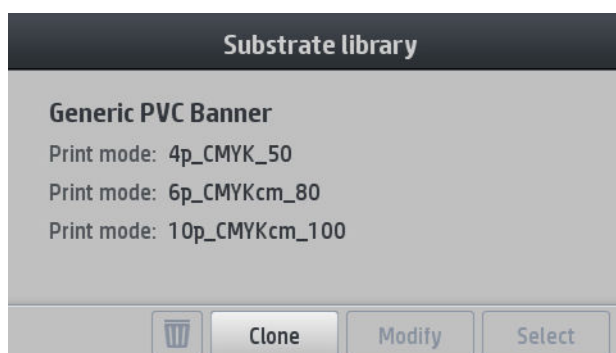 Substrate library
Generic PVC Banner
Print mode: 4p_CMYK_50
Print mode: 6p_CMYKcm_80
Print mode: 10p_CMYKcm_100
Clone Modify Select